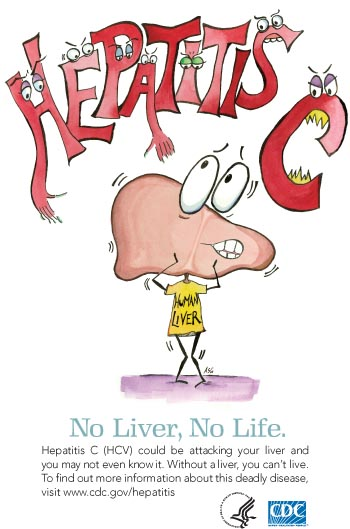 HEPATITIS C
HUMAN
LIVER
ASG
No Liver, No Life.
Hepatitis C (HCV) could be attacking your liver and
you may not even know it. Without a liver, you can't live.
To find out more information about this deadly disease,
visit www.cdc.gov/hepatitis
CDC